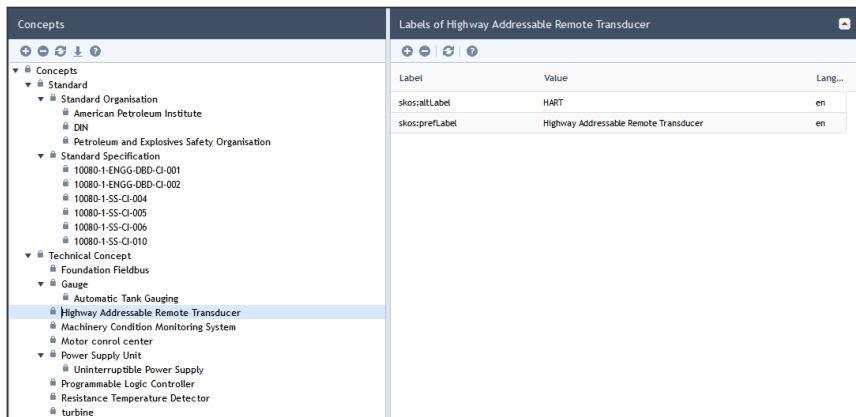 Concepts
Concepts
Standard
Standard Organisation
American Petroleum Institute
DIN
Petroleum and Explosives Safety Organisation
Standard Specification
10080-1-ENGG-DBD-CI-001
10080-1-ENGG-DBD-CI-002
10080-1-SS-CI-004
10080-1-SS-CI-005
10080-1-SS-CI-006
10080-1-SS-CI-010
Technical Concept
Foundation Fieldbus
Gauge
Automatic Tank Gauging
Highway Addressable Remote Transducer
Machinery Condition Monitoring System
Motor conrol center
Power Supply Unit
Uninterruptible Power Supply
Programmable Logic Controller
Resistance Temperature Detector
turbine
Labels of Highway Addressable Remote Transducer
Label Value Lang...
skos:altLabel HART en
skos:prefLabel Highway Addressable Remote Transducer en